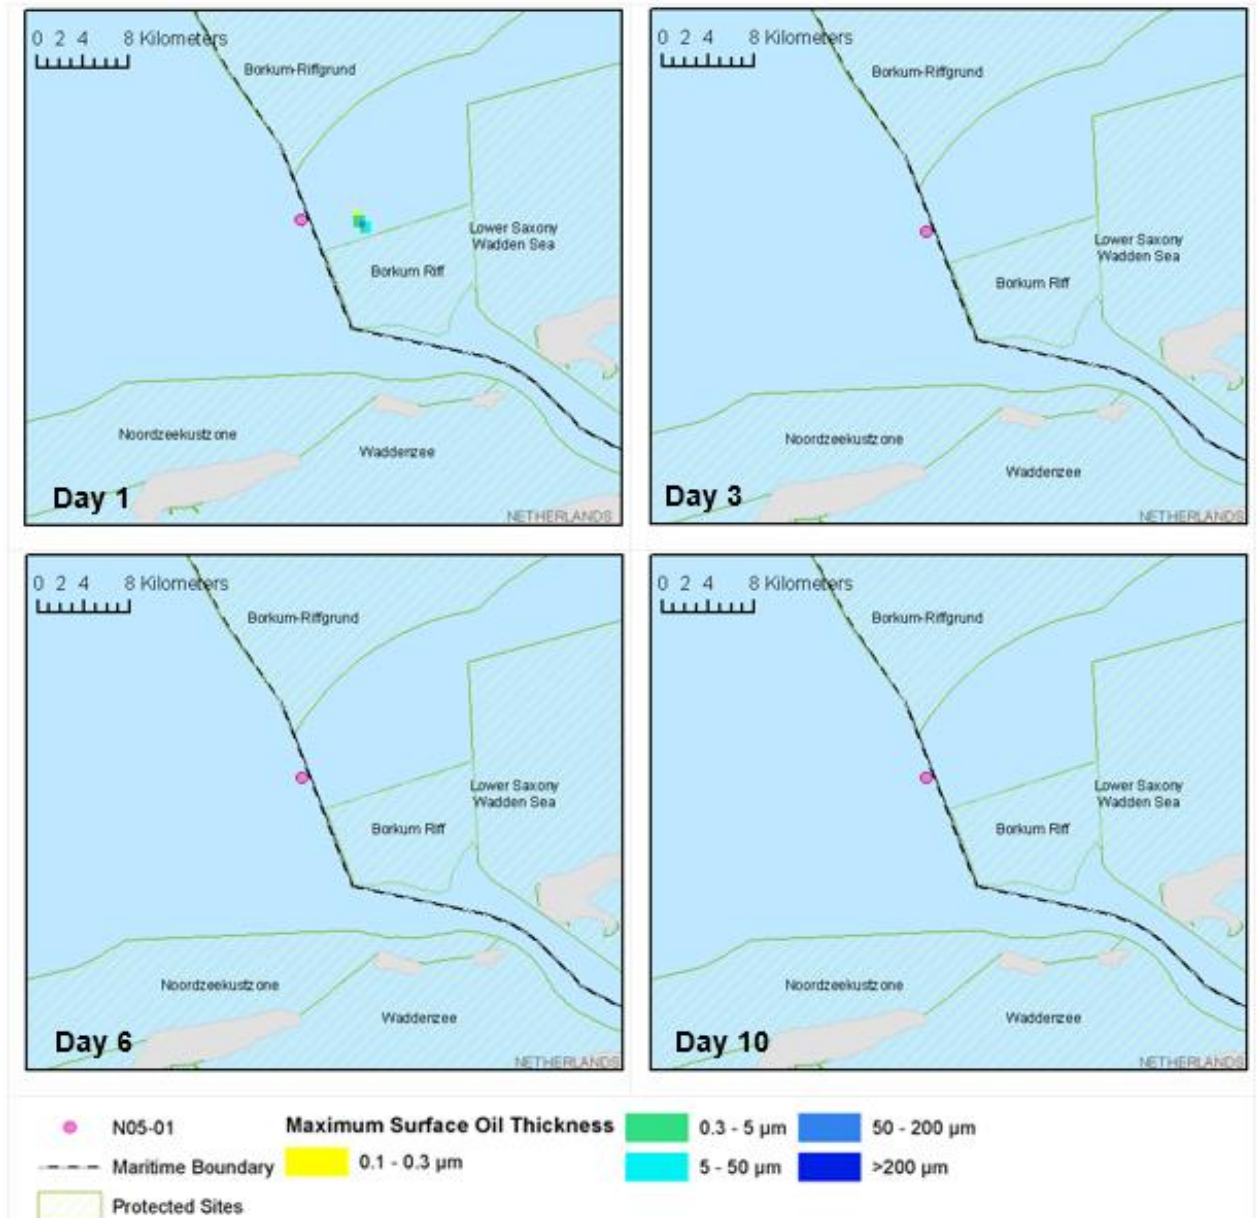 0 2 4 8 Kilometers
Borkum-Riffgrund
Lower Saxony
Wadden Sea
Borkum Riff
Noordzeekustzone
Waddenzee
Day 1
NETHERLANDS
0 2 4 8 Kilometers
Borkum-Riffgrund
Lower Saxony
Wadden Sea
Borkum Riff
Noordzeekustzone
Waddenzee
Day 3
NETHERLANDS
0 2 4 8 Kilometers
Borkum-Riffgrund
Lower Saxony
Wadden Sea
Borkum Riff
Noordzeekustzone
Waddenzee
Day 6
NETHERLANDS
0 2 4 8 Kilometers
Borkum-Riffgrund
Lower Saxony
Wadden Sea
Borkum Riff
Noordzeekustzone
Waddenzee
Day 10
NETHERLANDS
N05-01
Maritime Boundary
Protected Sites
Maximum Surface Oil Thickness
0.1 - 0.3 µm
0.3 - 5 µm
5 - 50 µm
50 - 200 µm
>200 µm